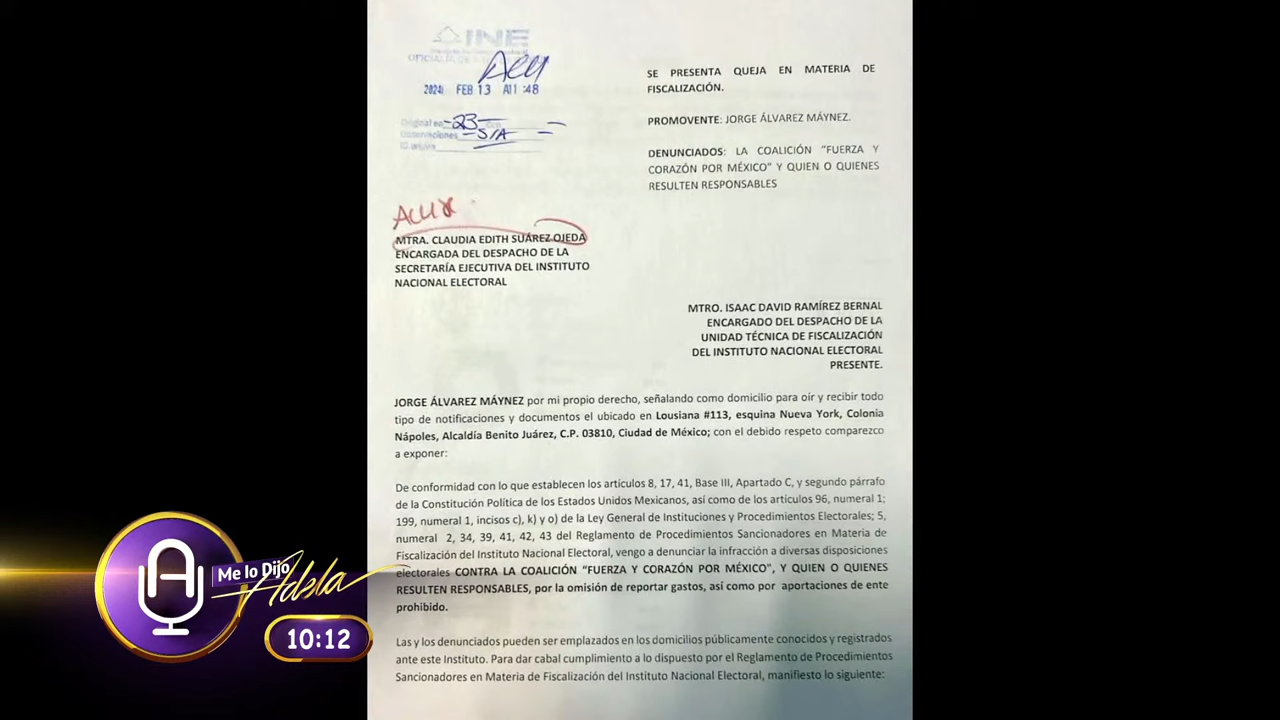 INE
2024 FEB 13 A11:48
Original en -23-
Observaciones S/A
SE PRESENTA QUEJA EN MATERIA DE
FISCALIZACIÓN.
PROMOVENTE: JORGE ÁLVAREZ MÁYNEZ.
DENUNCIADOS: LA COALICIÓN “FUERZA Y
CORAZÓN POR MÉXICO” Y QUIEN O QUIENES
RESULTEN RESPONSABLES
MTRA. CLAUDIA EDITH SUÁREZ OJEDA
ENCARGADA DEL DESPACHO DE LA
SECRETARÍA EJECUTIVA DEL INSTITUTO
NACIONAL ELECTORAL
MTRO. ISAAC DAVID RAMÍREZ BERNAL
ENCARGADO DEL DESPACHO DE LA
UNIDAD TÉCNICA DE FISCALIZACIÓN
DEL INSTITUTO NACIONAL ELECTORAL
PRESENTE.
JORGE ÁLVAREZ MÁYNEZ por mi propio derecho, señalando como domicilio para oír y recibir todo
tipo de notificaciones y documentos el ubicado en Lousiana #113, esquina Nueva York, Colonia
Nápoles, Alcaldía Benito Juárez, C.P. 03810, Ciudad de México; con el debido respeto comparezco
a exponer:
De conformidad con lo que establecen los artículos 8, 17, 41, Base III, Apartado C, y segundo párrafo
de la Constitución Política de los Estados Unidos Mexicanos, así como de los artículos 96, numeral 1;
199, numeral 1, incisos c), k) y o) de la Ley General de Instituciones y Procedimientos Electorales; 5,
numeral 2, 34, 39, 41, 42, 43 del Reglamento de Procedimientos Sancionadores en Materia de
Fiscalización del Instituto Nacional Electoral, vengo a denunciar la infracción a diversas disposiciones
electorales CONTRA LA COALICIÓN “FUERZA Y CORAZÓN POR MÉXICO”, Y QUIEN O QUIENES
RESULTEN RESPONSABLES, por la omisión de reportar gastos, así como por aportaciones de ente
prohibido.
Las y los denunciados pueden ser emplazados en los domicilios públicamente conocidos y registrados
ante este Instituto. Para dar cabal cumplimiento a lo dispuesto por el Reglamento de Procedimientos
Sancionadores en Materia de Fiscalización del Instituto Nacional Electoral, manifiesto lo siguiente:
Me lo Dijo
Adela
10:12